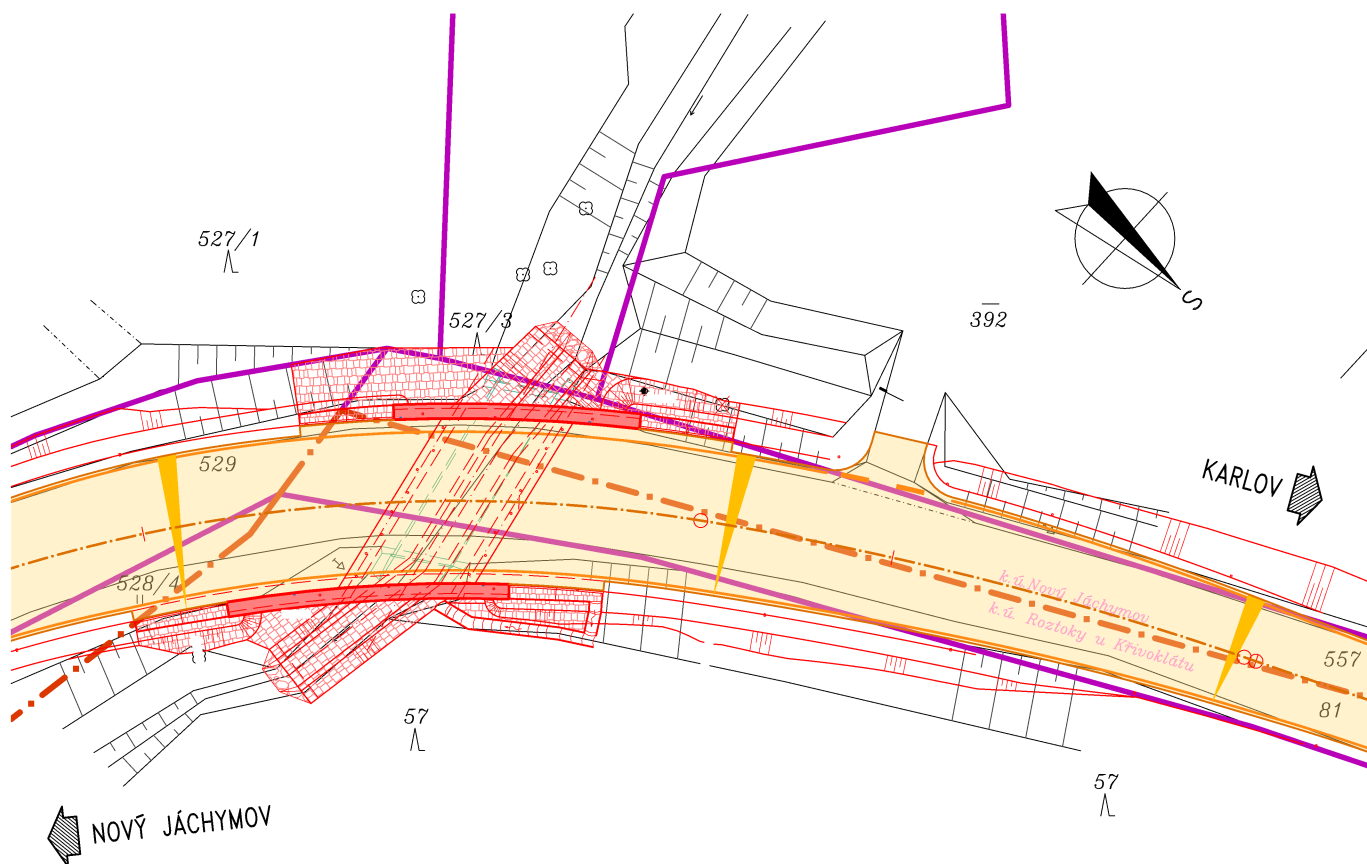 527/1
527/3
392
S
529
KARLOV
528/4
k.ú. Nový Jáchymov
k.ú. Roztoky u Křivoklátu
557
81
57
57
NOVÝ JÁCHYMOV